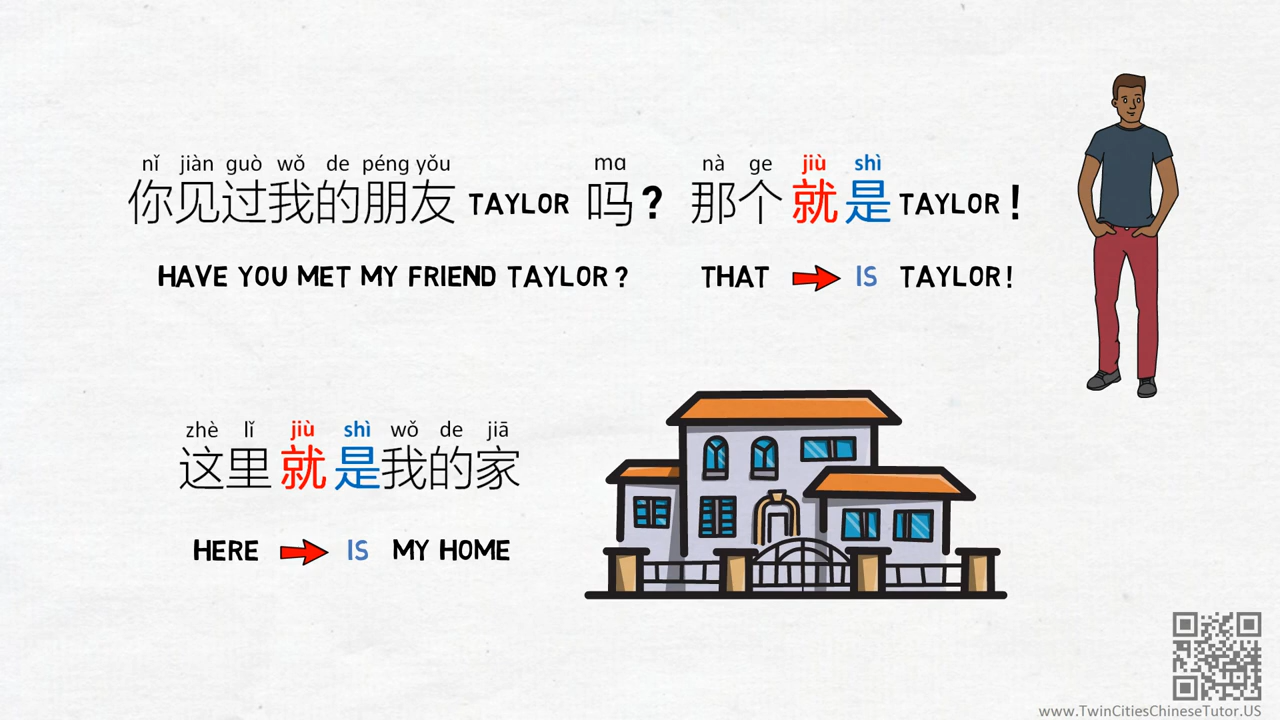 nǐ jiàn guò wǒ de péng yǒu ma nà ge jiù shì
你见过我的朋友 TAYLOR 吗? 那个就是 TAYLOR!
HAVE YOU MET MY FRIEND TAYLOR? THAT IS TAYLOR!
zhè lǐ jiù shì wǒ de jiā
这里就是我的家
HERE IS MY HOME
www.TwinCitiesChineseTutor.US